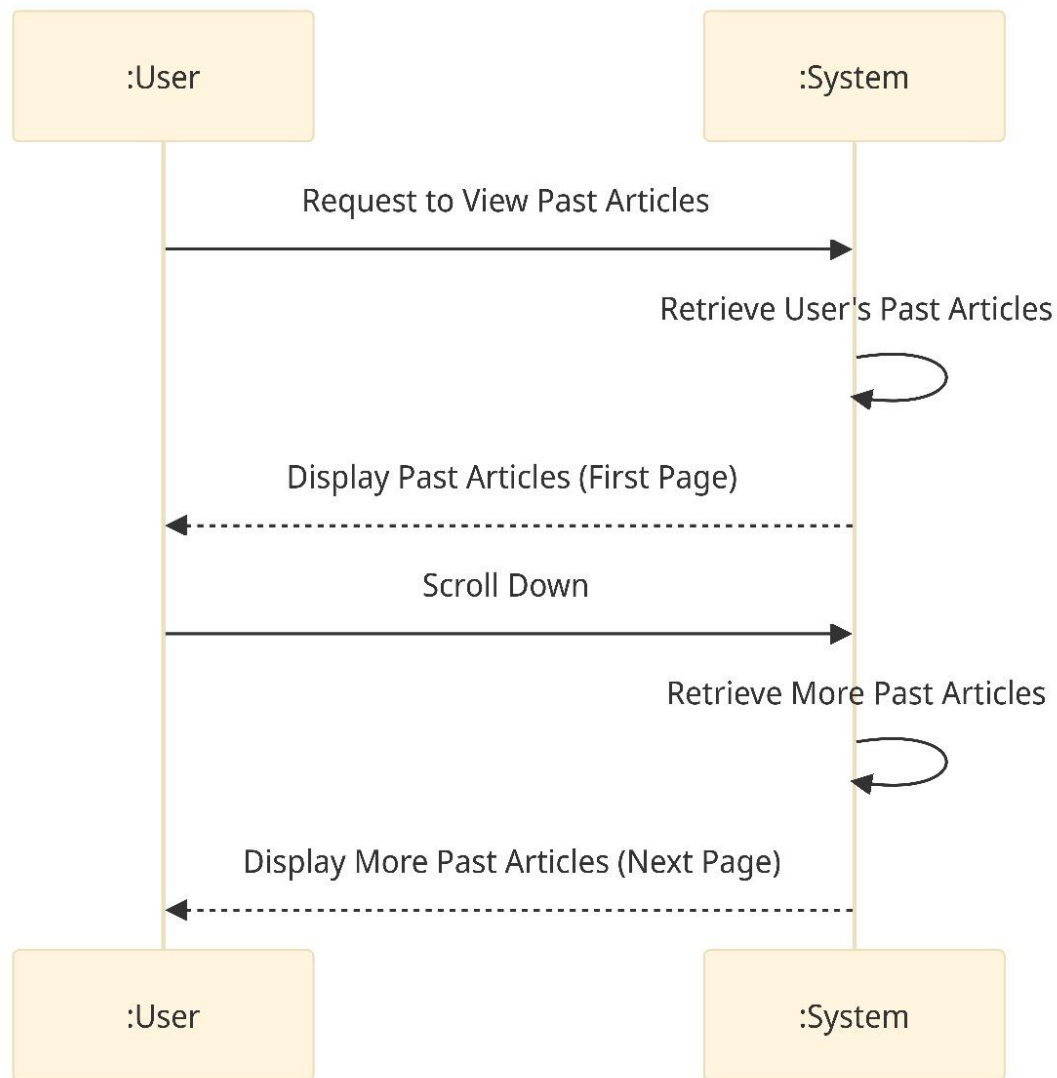 :User
:System
Request to View Past Articles
Retrieve User's Past Articles
Display Past Articles (First Page)
Scroll Down
Retrieve More Past Articles
Display More Past Articles (Next Page)
:User
:System